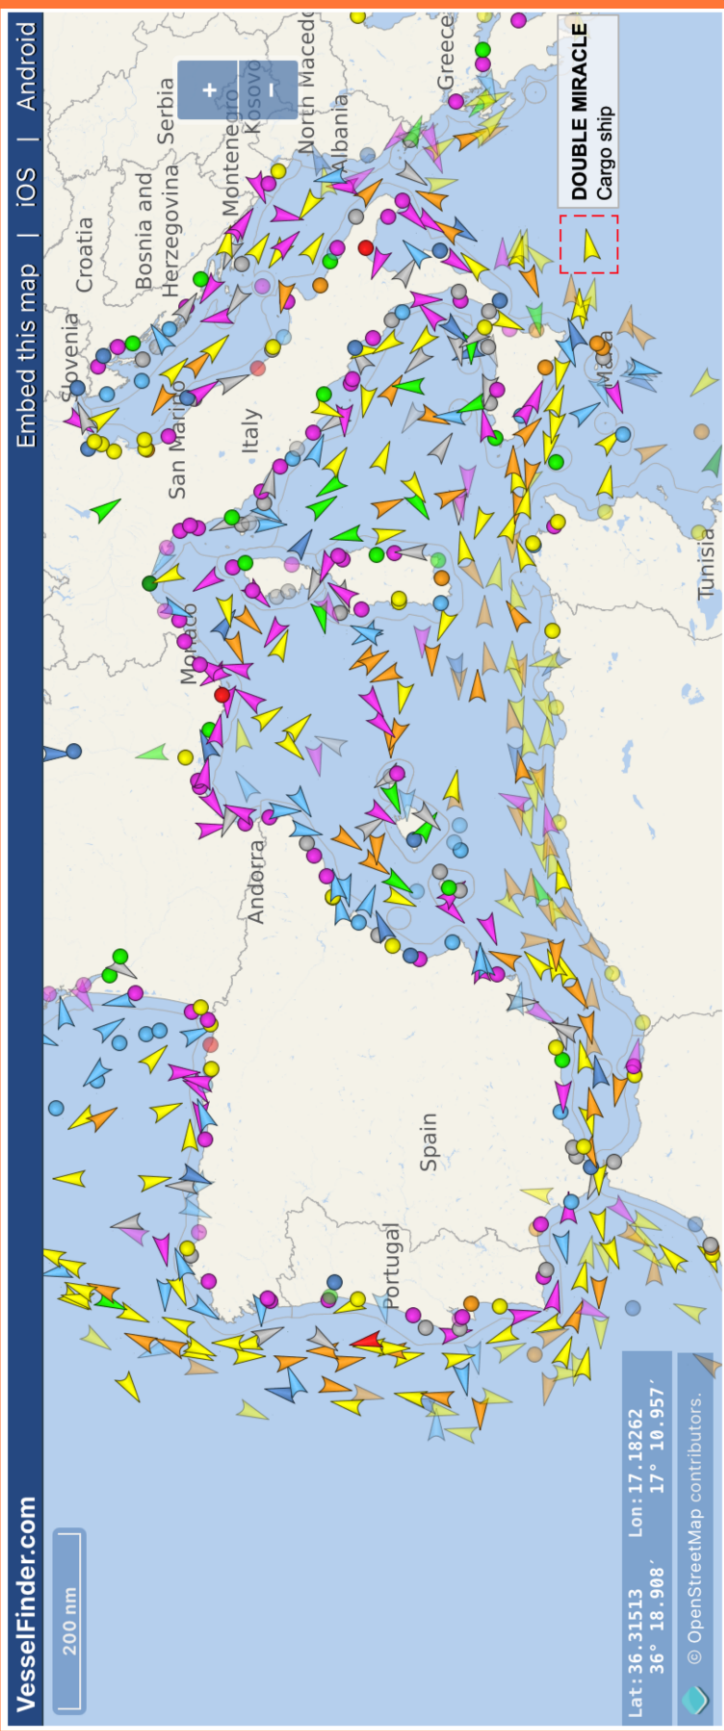 VesselFinder.com
Embed this map | iOS | Android
200 nm
+
−
Slovenia
Croatia
Bosnia and
Herzegovina
Serbia
Montenegro
Kosovo
North Macedo
Albania
Greece
San Marino
Italy
Monaco
Andorra
Spain
Portugal
Malta
Tunisia
DOUBLE MIRACLE
Cargo ship
Lat:36.31513 Lon:17.18262
36° 18.908′ 17° 10.957′
© OpenStreetMap contributors.